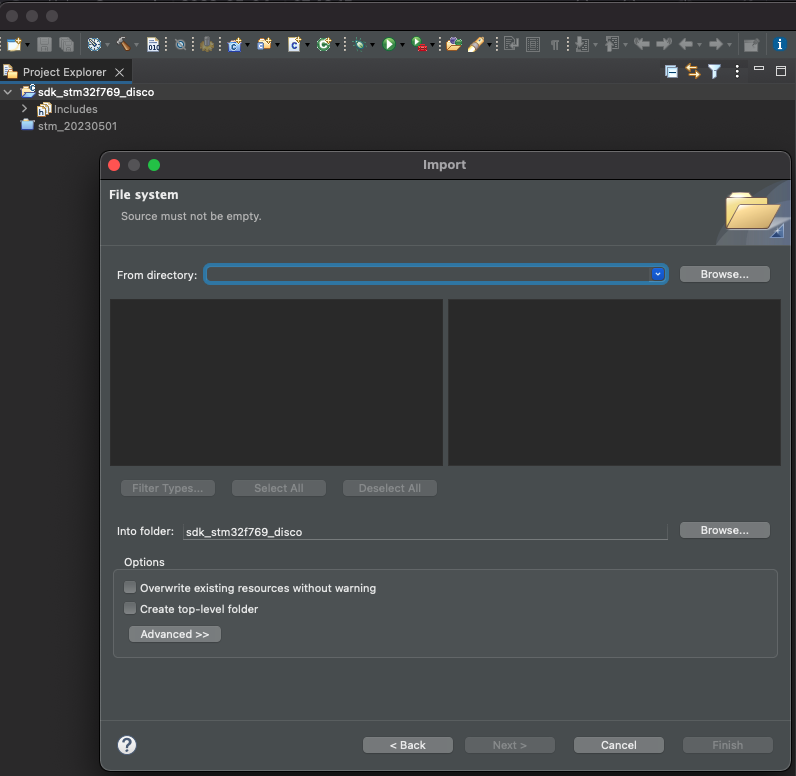 Project Explorer
sdk_stm32f769_disco
Includes
stm_20230501
Import
File system
Source must not be empty.
From directory:
Browse...
Filter Types...
Select All
Deselect All
Into folder:
sdk_stm32f769_disco
Browse...
Options
Overwrite existing resources without warning
Create top-level folder
Advanced >>
?
< Back
Next >
Cancel
Finish